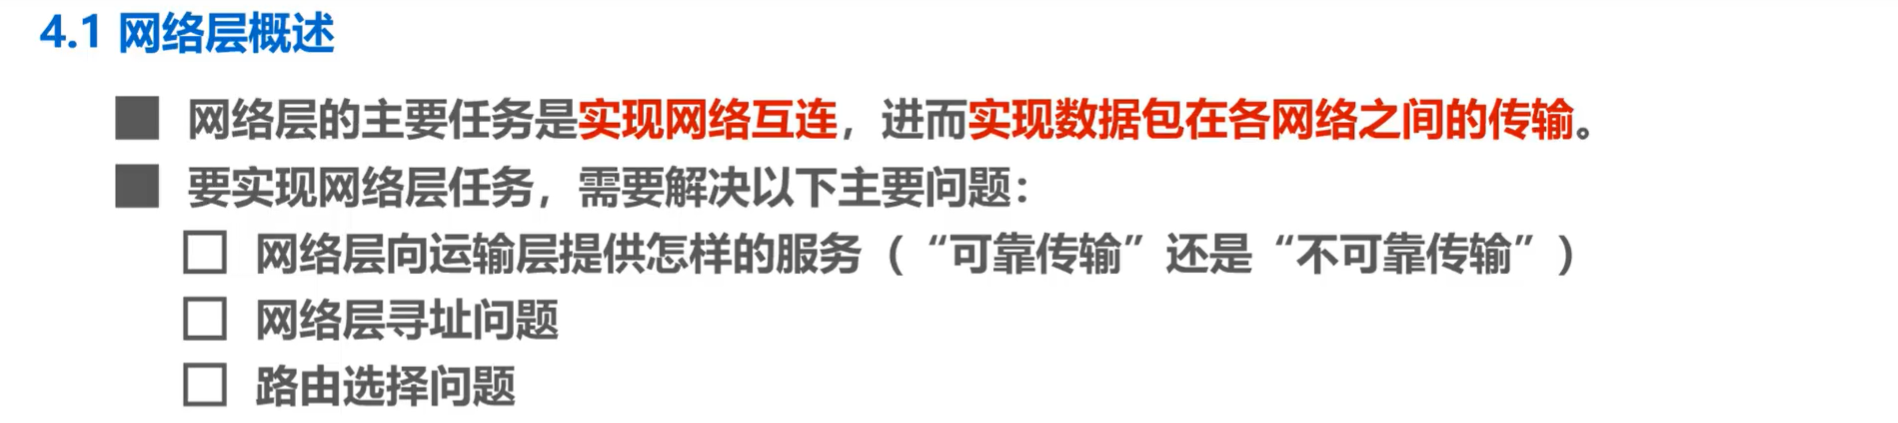 4.1 网络层概述
网络层的主要任务是实现网络互连，进而实现数据包在各网络之间的传输。
要实现网络层任务，需要解决以下主要问题：
网络层向运输层提供怎样的服务（“可靠传输”还是“不可靠传输”）
网络层寻址问题
路由选择问题